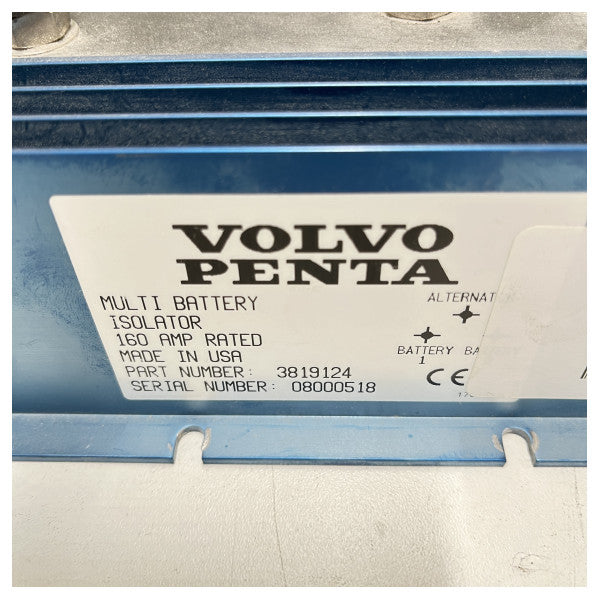 VOLVO
PENTA
MULTI BATTERY
ISOLATOR
160 AMP RATED
MADE IN USA
PART NUMBER: 3819124
SERIAL NUMBER: 08000518
BATTERY
1
CE